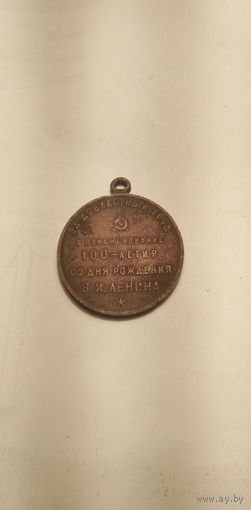 ЗА ДОБЛЕСТНЫЙ ТРУД
В ОЗНАМЕНОВАНИЕ
100-ЛЕТИЯ
СО ДНЯ РОЖДЕНИЯ
В.И.ЛЕНИНА
www.ay.by